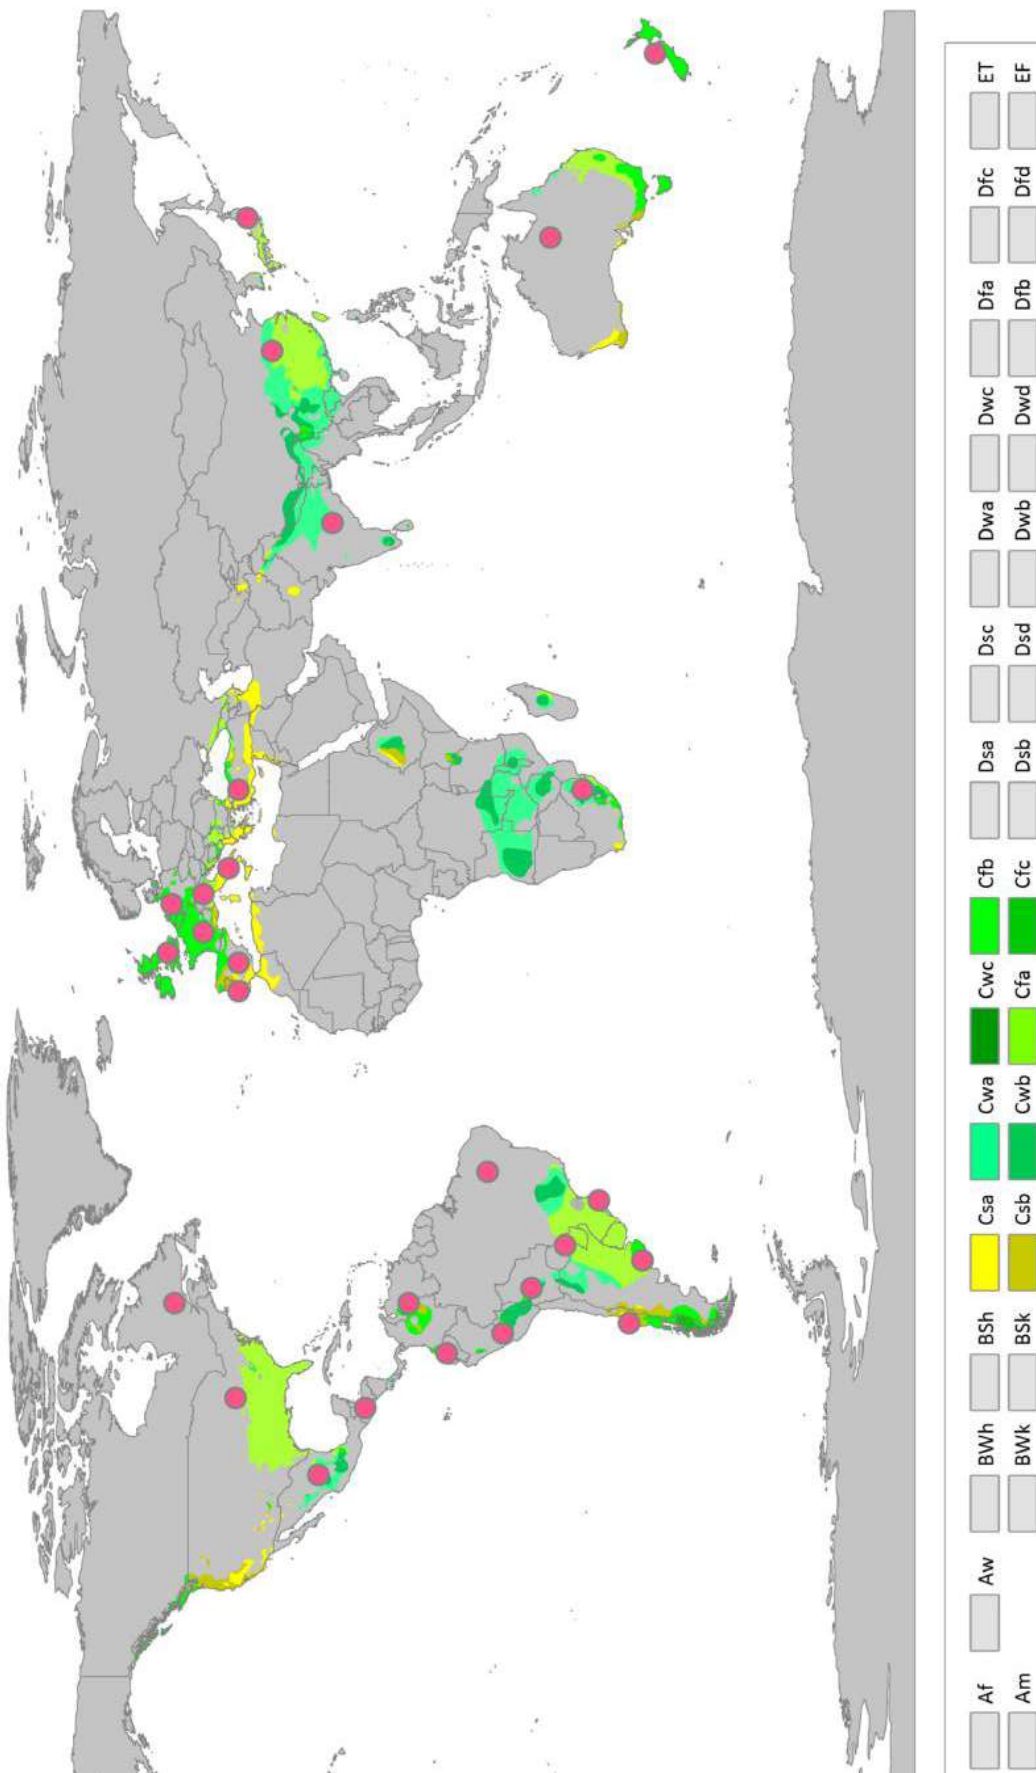 Af Aw BWh BSh Csa Cwa Cwc Cfb Dsa Dsc Dwa Dwc Dfa Dfc ET
Am BWk BSk Csb Cwb Cfa Cfc Dsb Dsd Dwb Dwd Dfb Dfd EF